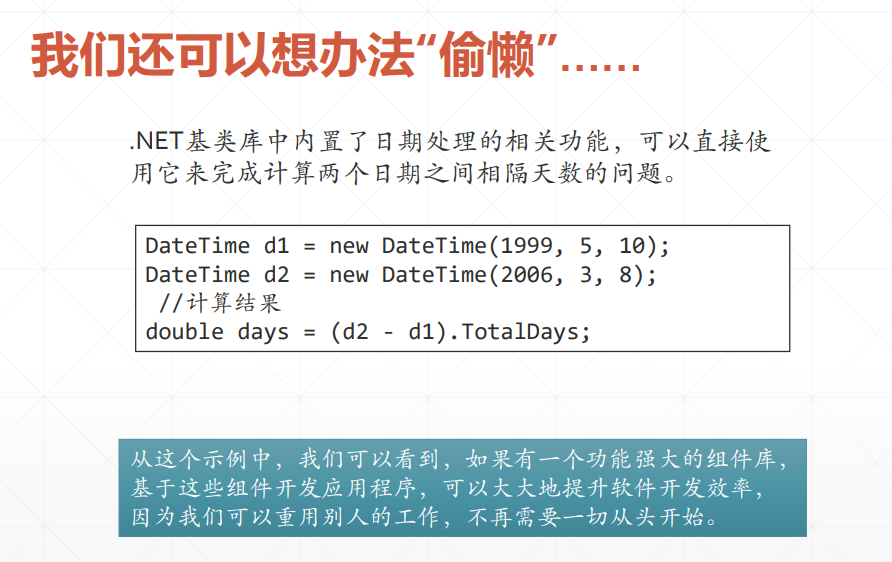 我们还可以想办法“偷懒”……
.NET基类库中内置了日期处理的相关功能，可以直接使
用它来完成计算两个日期之间相隔天数的问题。
DateTime d1 = new DateTime(1999, 5, 10);
DateTime d2 = new DateTime(2006, 3, 8);
//计算结果
double days = (d2 - d1).TotalDays;
从这个示例中，我们可以看到，如果有一个功能强大的组件库，
基于这些组件开发应用程序，可以大大地提升软件开发效率，
因为我们可以重用别人的工作，不再需要一切从头开始。